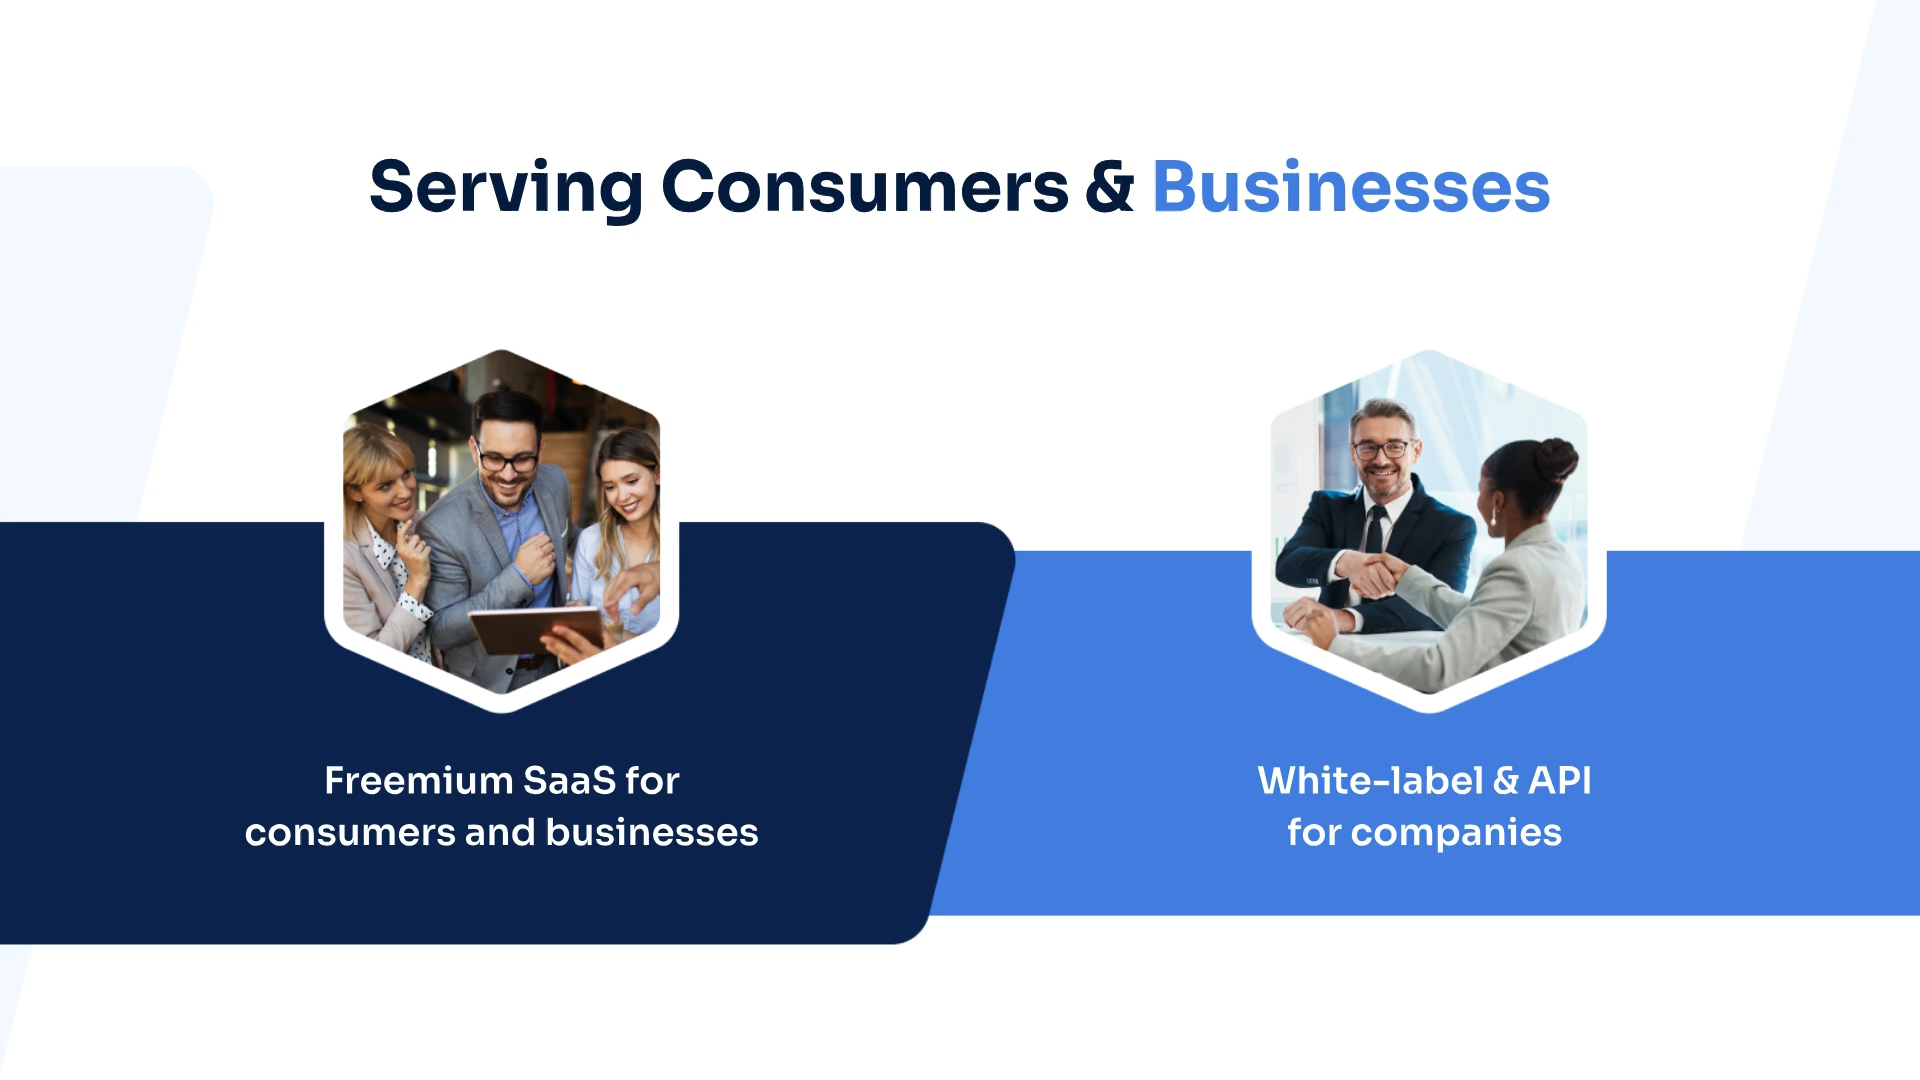 Serving Consumers & Businesses
Freemium SaaS for
consumers and businesses
White-label & API
for companies